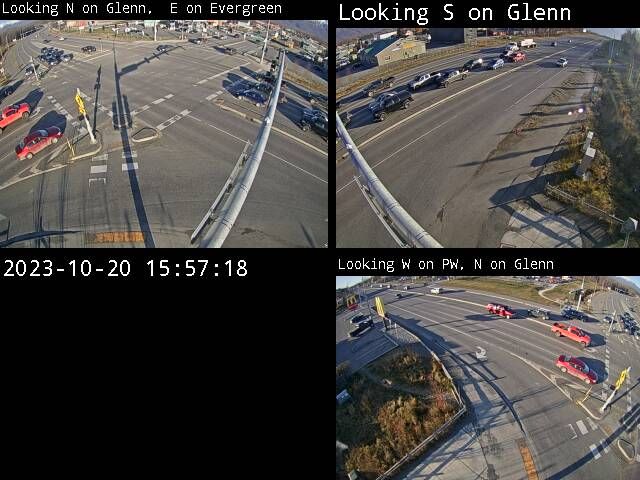 Looking N on Glenn,  E on Evergreen
Looking S on Glenn
2023-10-20 15:57:18
Looking W on PW, N on Glenn